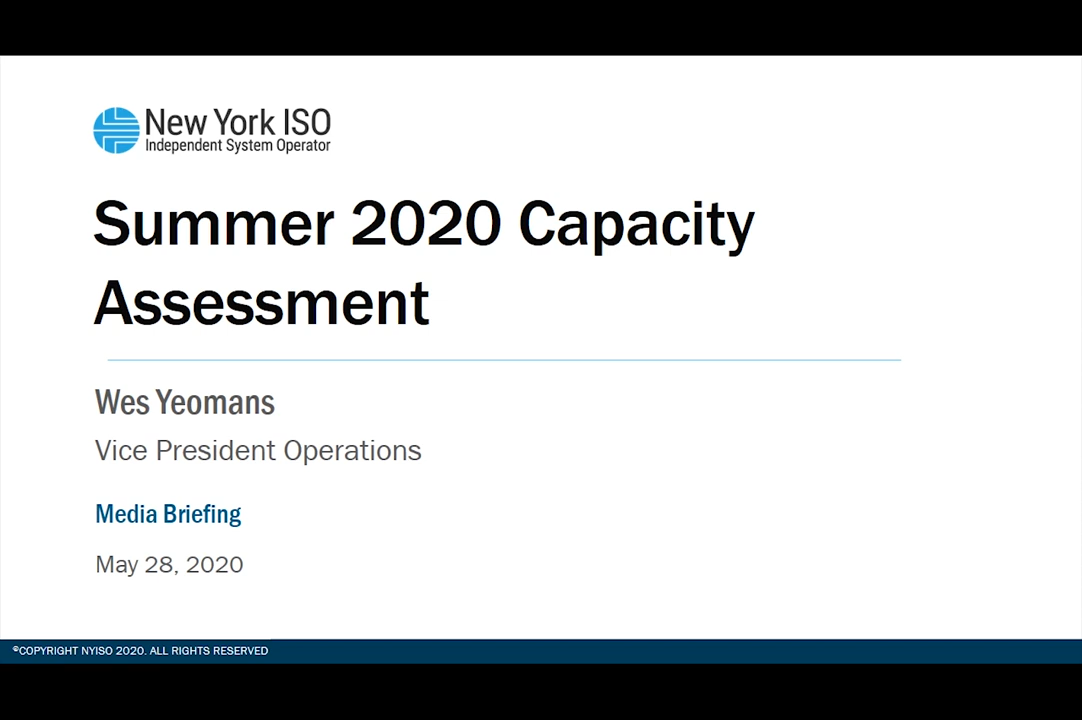 New York ISO
Independent System Operator
Summer 2020 Capacity
Assessment
Wes Yeomans
Vice President Operations
Media Briefing
May 28, 2020
©COPYRIGHT NYISO 2020. ALL RIGHTS RESERVED